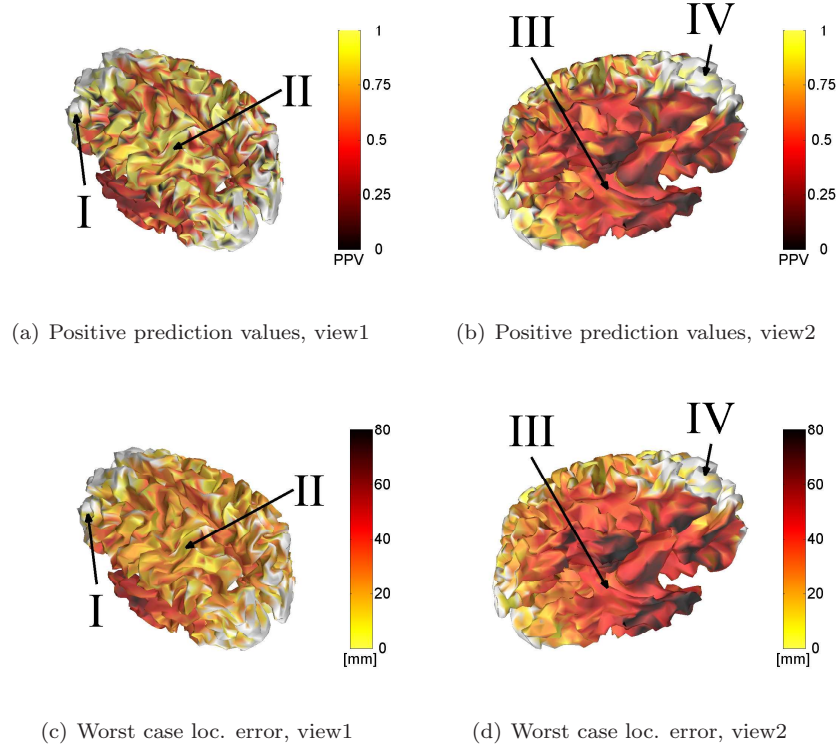 IV
III
1
0.75
0.5
0.25
0
PPV
II
I
1
0.75
0.5
0.25
0
PPV
(a) Positive prediction values, view1
(b) Positive prediction values, view2
80
60
40
20
0
[mm]
II
I
IV
III
80
60
40
20
0
[mm]
(c) Worst case loc. error, view1
(d) Worst case loc. error, view2